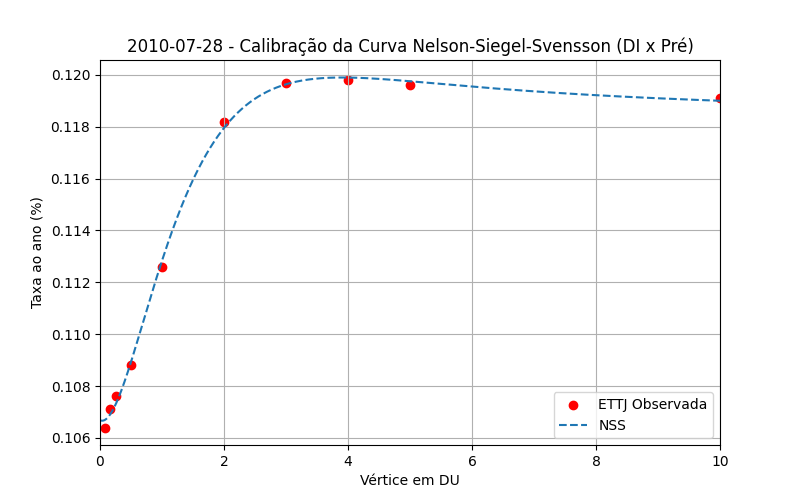 2010-07-28 - Calibração da Curva Nelson-Siegel-Svensson (DI x Pré)
Taxa ao ano (%)
0.120
0.118
0.116
0.114
0.112
0.110
0.108
0.106
ETTJ Observada
NSS
0 2 4 6 8 10
Vértice em DU